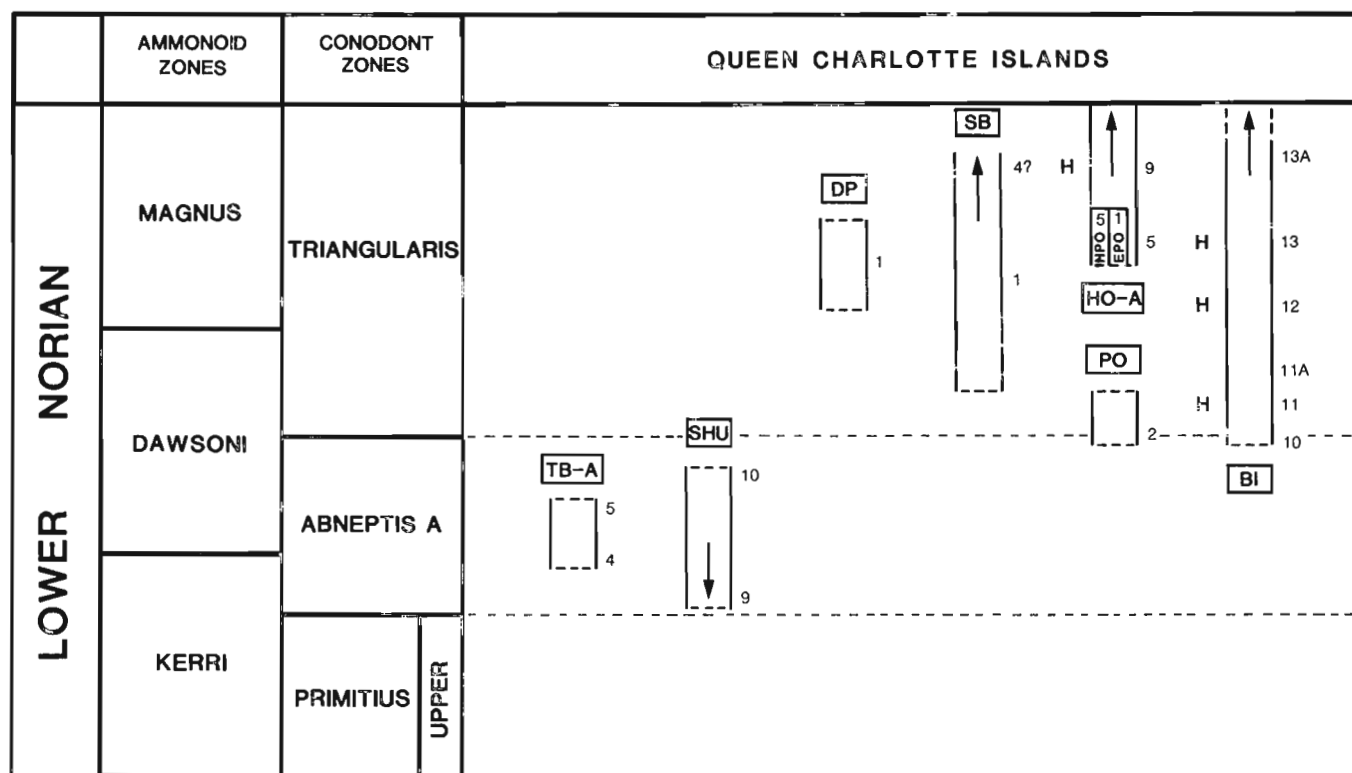 AMMONOID
ZONES
CONODONT
ZONES
QUEEN CHARLOTTE ISLANDS
LOWER NORIAN
MAGNUS
DAWSONI
KERRI
TRIANGULARIS
ABNEPTIS A
PRIMITIUS
UPPER
TB-A
5
4
SHU
10
9
DP
1
SB
4?
1
H
9
INPO 5
EPO 1
5
HO-A
PO
2
13A
H
13
H
12
11A
H
11
10
BI